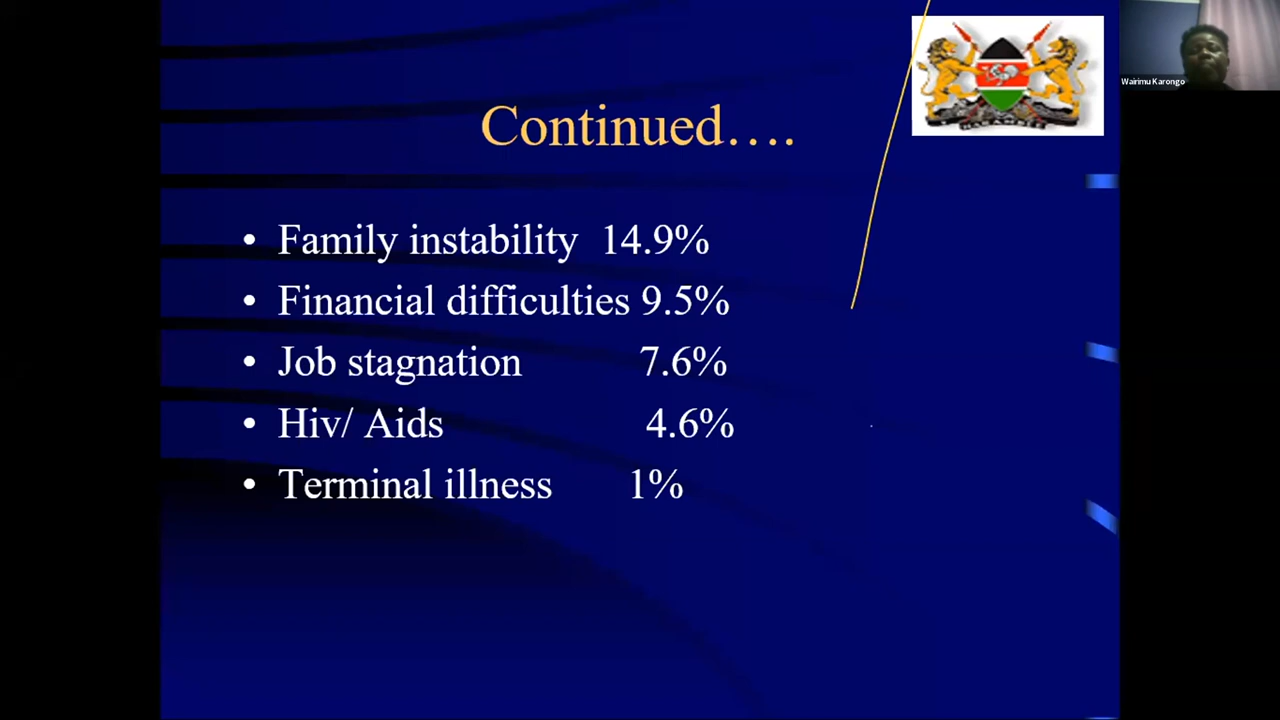 Wairimu Karongo
Continued….
• Family instability 14.9%
• Financial difficulties 9.5%
• Job stagnation 7.6%
• Hiv/ Aids 4.6%
• Terminal illness 1%